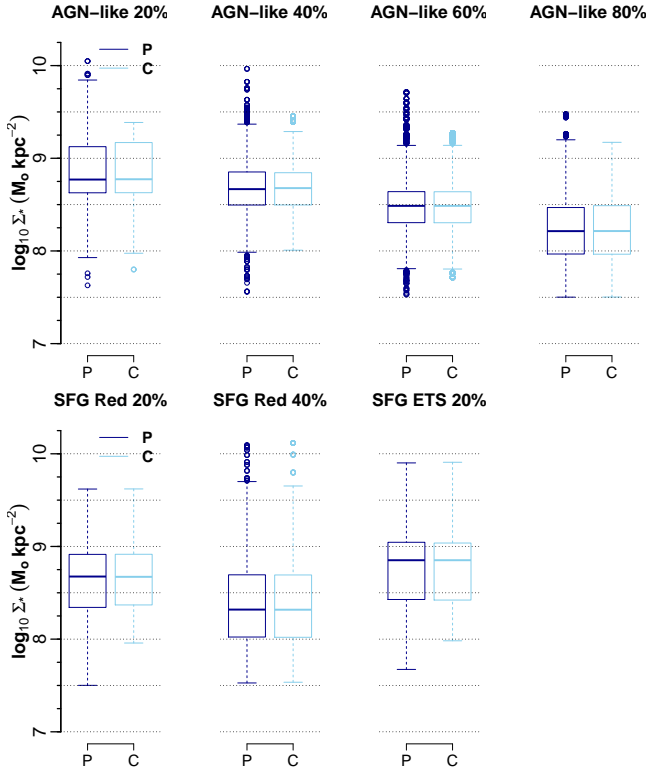 AGN−like 20% AGN−like 40% AGN−like 60% AGN−like 80%
P
C
10
9
8
7
log₁₀ Σ* (Mₒ kpc⁻²)
P C P C P C P C
SFG Red 20% SFG Red 40% SFG ETS 20%
P
C
10
9
8
7
log₁₀ Σ* (Mₒ kpc⁻²)
P C P C P C